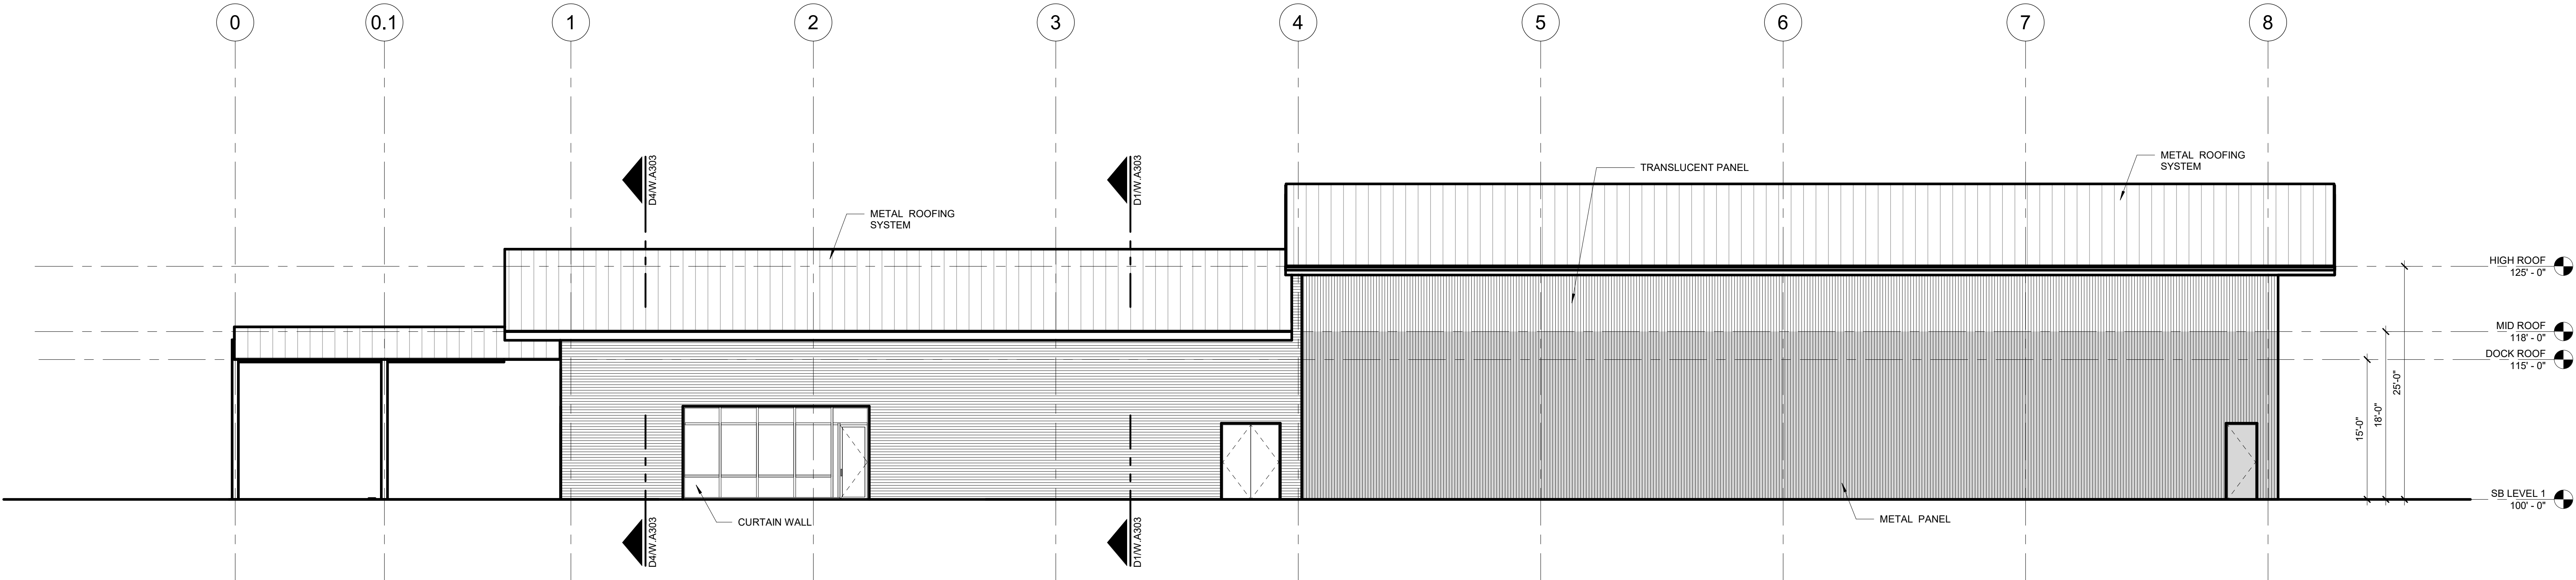 0
0.1
1
2
3
4
5
6
7
8
D4/W.A303
D1/W.A303
TRANSLUCENT PANEL
METAL ROOFING
SYSTEM
METAL ROOFING
SYSTEM
HIGH ROOF
125' - 0"
MID ROOF
118' - 0"
DOCK ROOF
115' - 0"
15'-0"
18'-0"
25'-0"
SB LEVEL 1
100' - 0"
CURTAIN WALL
METAL PANEL
D4/W.A303
D1/W.A303